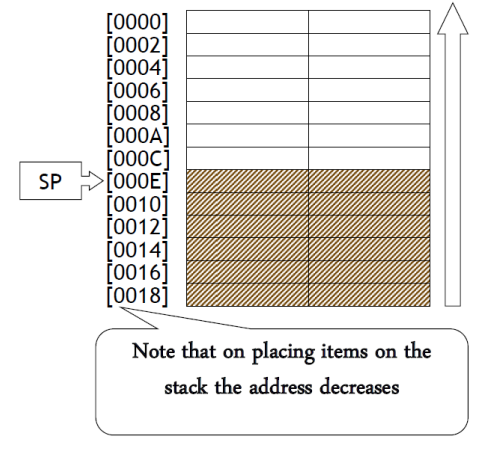 [0000]
[0002]
[0004]
[0006]
[0008]
[000A]
[000C]
SP
[000E]
[0010]
[0012]
[0014]
[0016]
[0018]
Note that on placing items on the
stack the address decreases